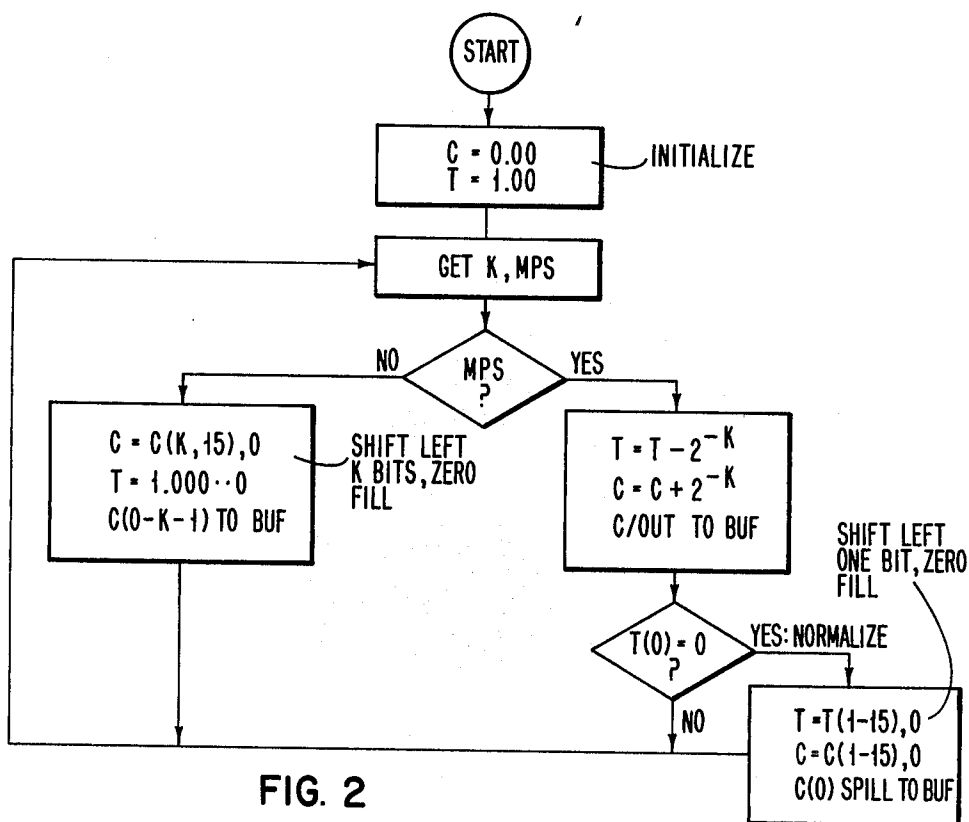 START
C = 0.00
T = 1.00
INITIALIZE
GET K, MPS
NO
MPS
?
YES
C = C(K,15),0
T = 1.000··0
C(0-K-1) TO BUF
SHIFT LEFT
K BITS, ZERO
FILL
T = T - 2^-K
C = C + 2^-K
C/OUT TO BUF
SHIFT LEFT
ONE BIT, ZERO
FILL
T(0) = 0
?
YES: NORMALIZE
NO
T = T(1-15),0
C = C(1-15),0
C(0) SPILL TO BUF
FIG. 2